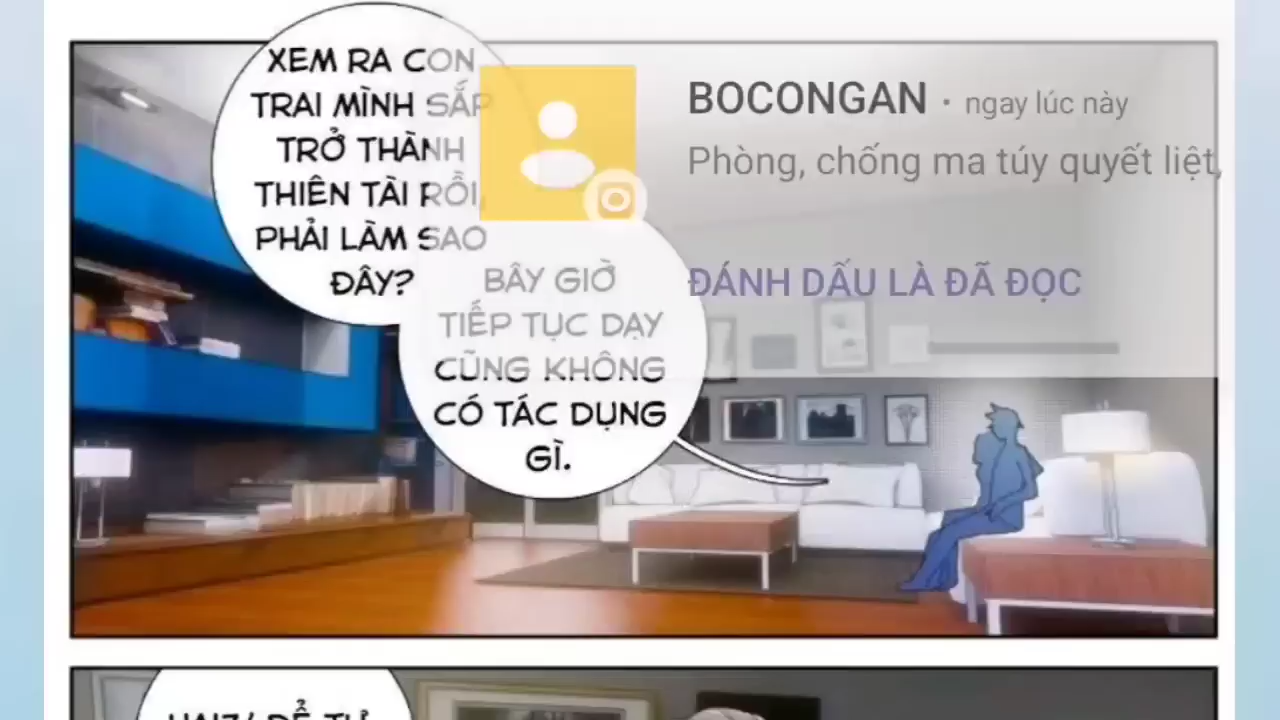 XEM RA CON
TRAI MÌNH SẮP
TRỞ THÀNH
THIÊN TÀI RỒI,
PHẢI LÀM SAO
ĐÂY?
BOCONGAN • ngay lúc này
Phòng, chống ma túy quyết liệt,
ĐÁNH DẤU LÀ ĐÃ ĐỌC
BÂY GIỜ
TIẾP TỤC DẠY
CŨNG KHÔNG
CÓ TÁC DỤNG
GÌ.